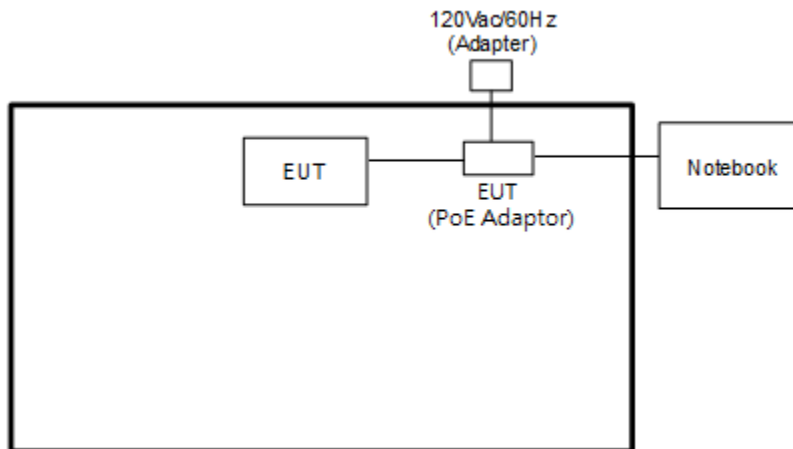 120Vac/60Hz
(Adapter)
EUT
EUT
(PoE Adaptor)
Notebook